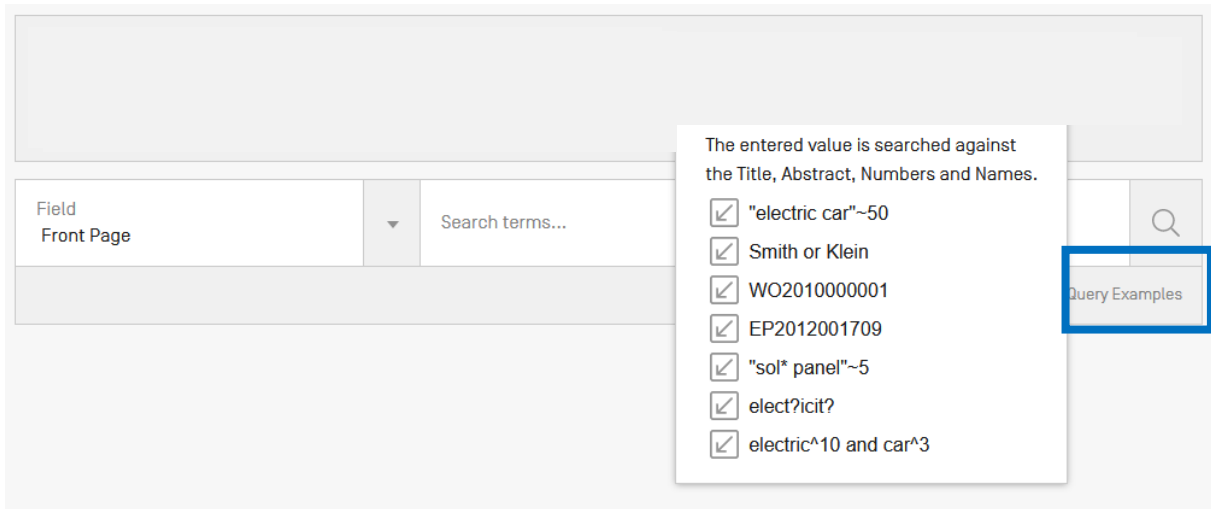 The entered value is searched against
the Title, Abstract, Numbers and Names.
Field
Front Page
Search terms...
"electric car"~50
Smith or Klein
WO2010000001
EP2012001709
"sol* panel"~5
elect?icit?
electric^10 and car^3
Query Examples